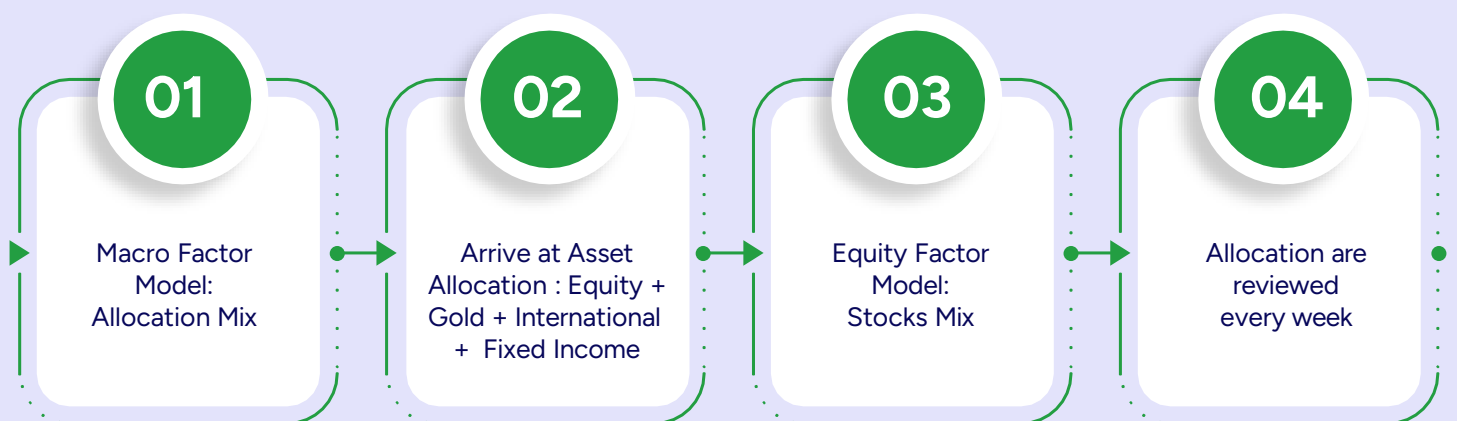 01
Macro Factor
Model:
Allocation Mix
02
Arrive at Asset
Allocation : Equity +
Gold + International
+ Fixed Income
03
Equity Factor
Model:
Stocks Mix
04
Allocation are
reviewed
every week